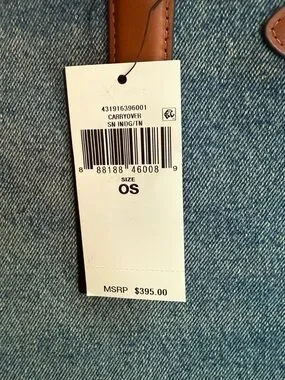 431916396001
CARRYOVER
SN INDG/TN
8 88188 46008 9
SIZE
OS
MSRP $395.00